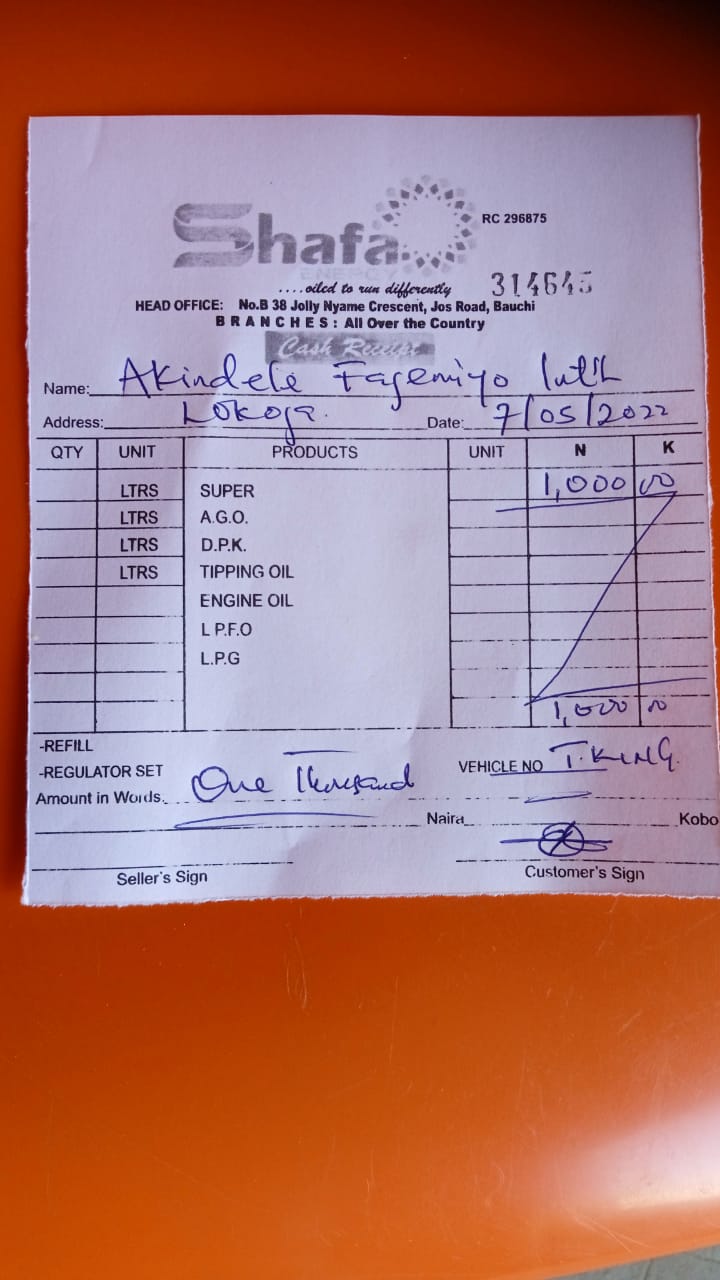 Shafa
ENERGY
RC 296875
....oiled to run differently
314645
HEAD OFFICE: No.B 38 Jolly Nyame Crescent, Jos Road, Bauchi
BRANCHES: All Over the Country
Cash Receipt
Name: Akindele Fagemiyo
Address: Lokoja. Date: 7/05/2022
QTY UNIT PRODUCTS UNIT N K
LTRS SUPER 1,000 00
LTRS A.G.O.
LTRS D.P.K.
LTRS TIPPING OIL
ENGINE OIL
L P.F.O
L.P.G
1,000 00
-REFILL
-REGULATOR SET VEHICLE NO T.KING.
Amount in Words. One Thousand
Naira Kobo
Seller's Sign Customer's Sign